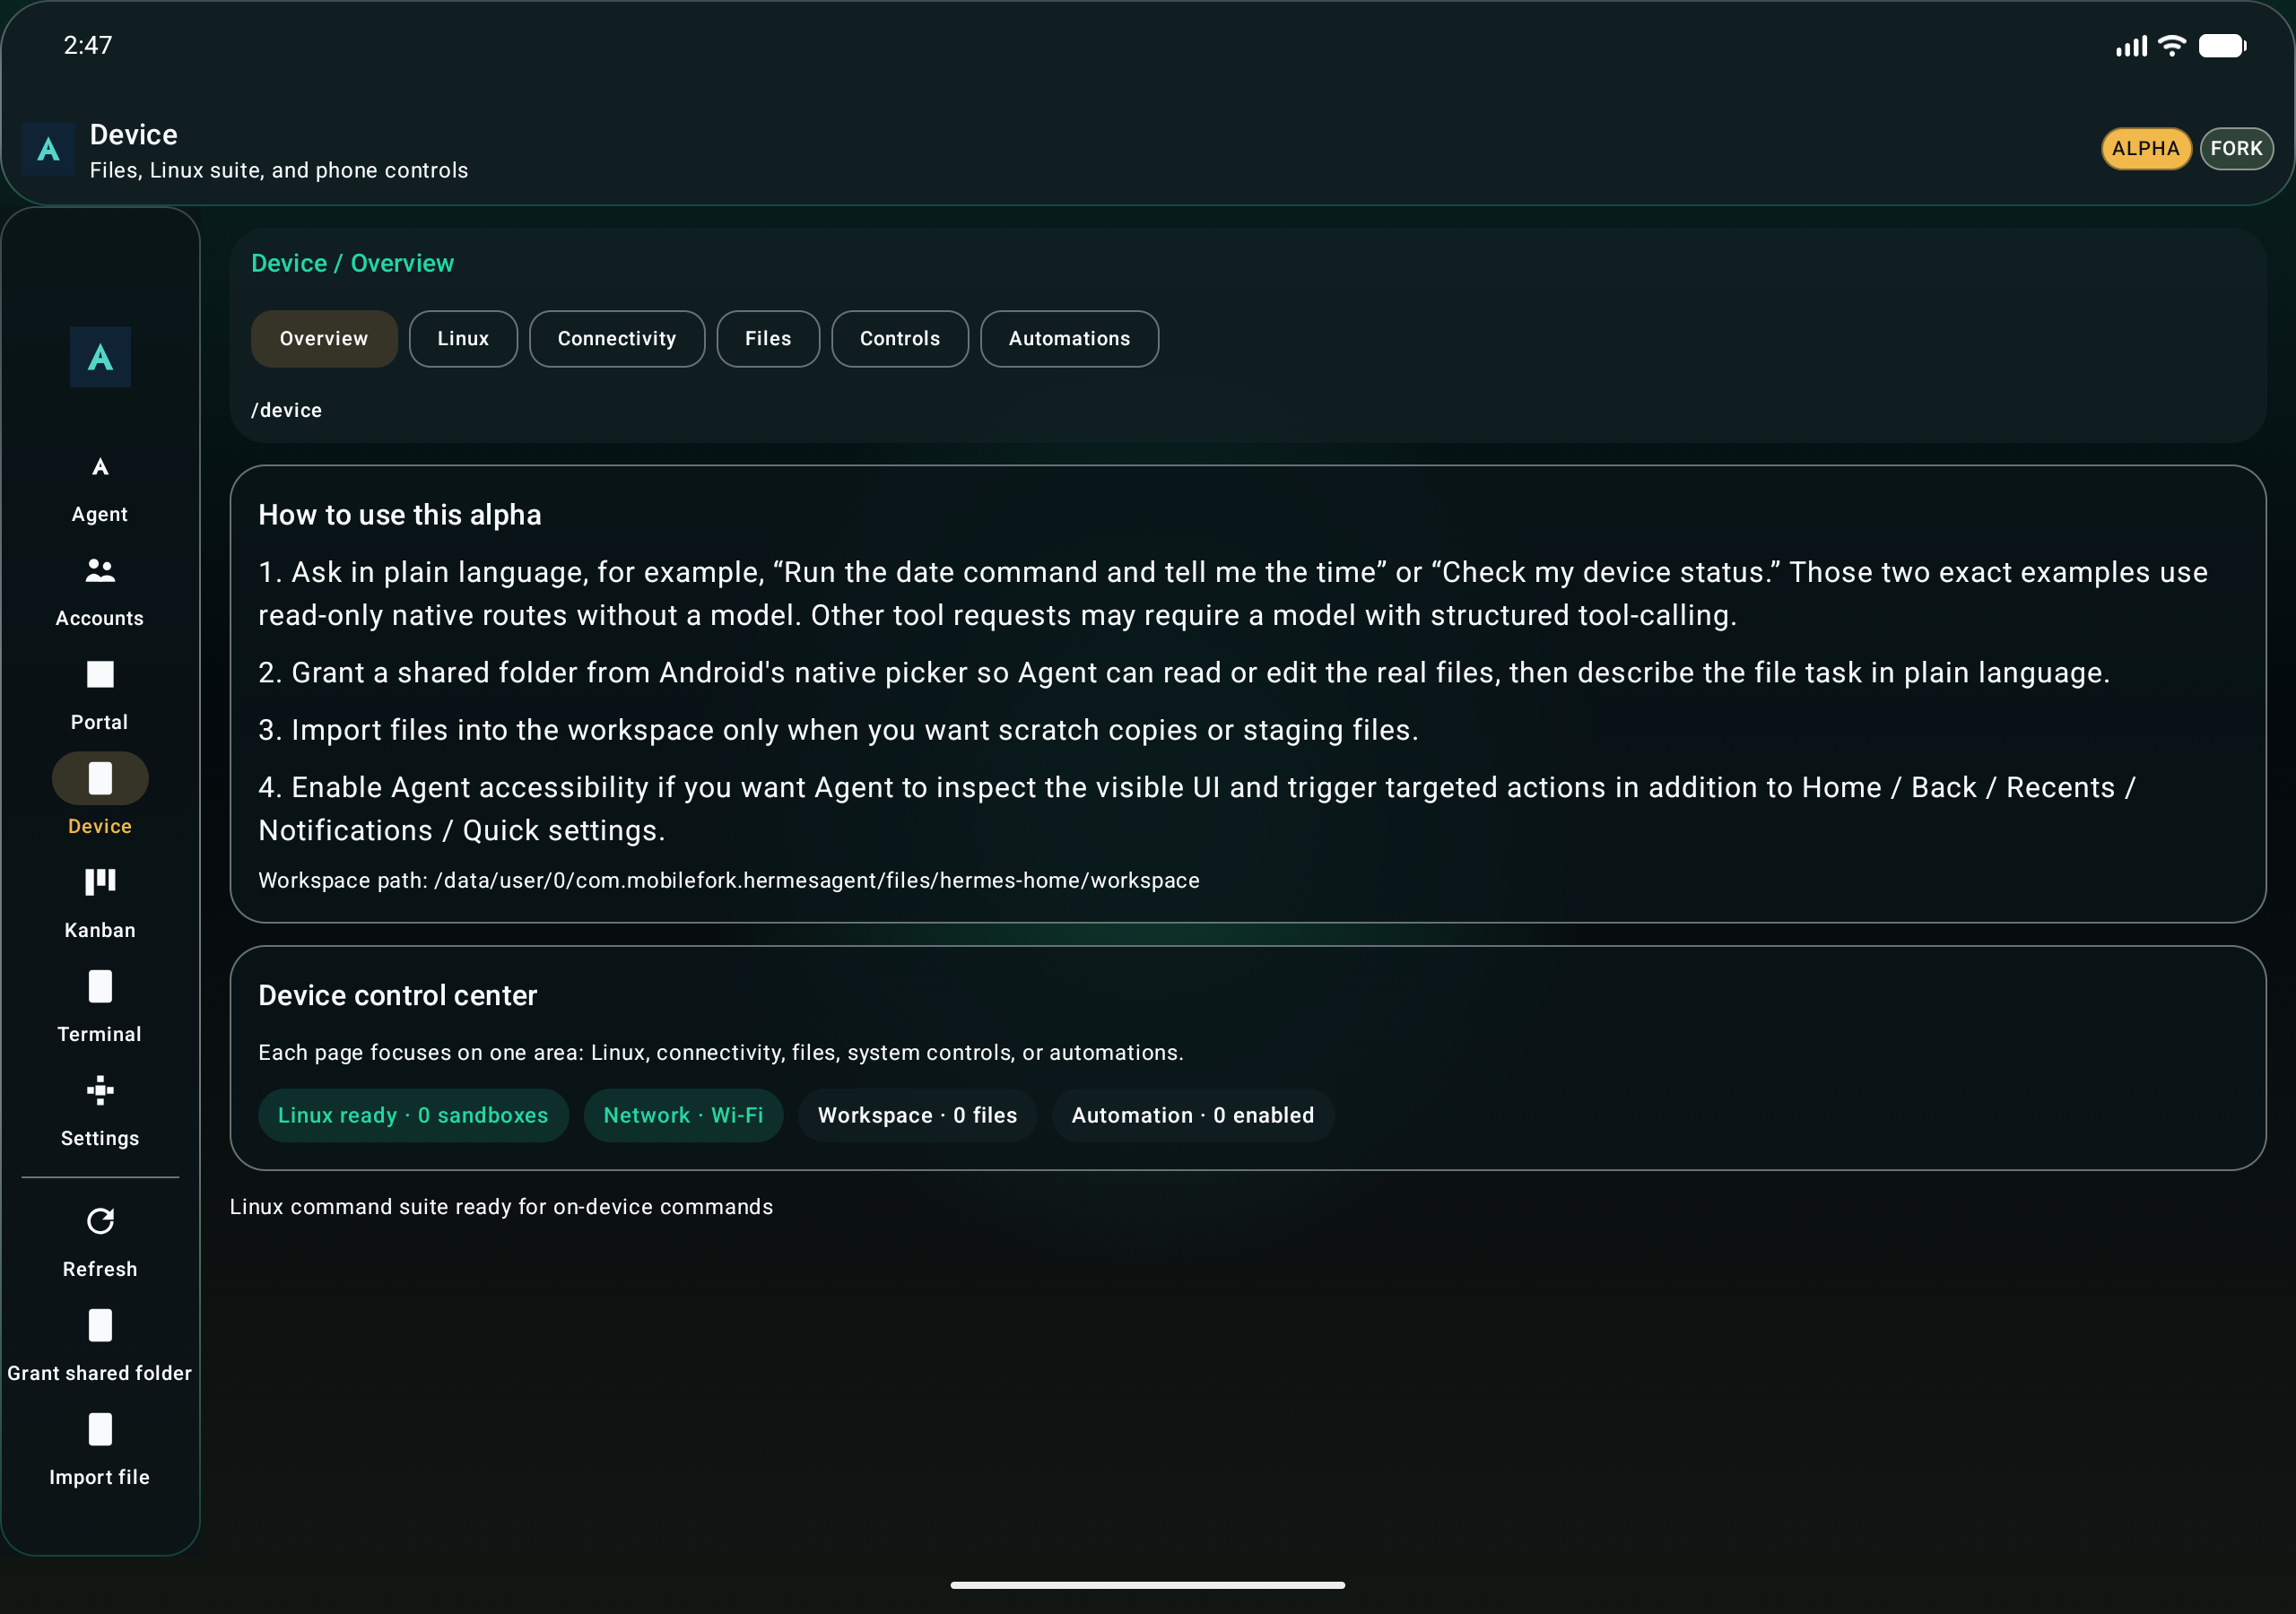 2:47
Device
Files, Linux suite, and phone controls
ALPHA
FORK
Device / Overview
Overview
Linux
Connectivity
Files
Controls
Automations
/device
Agent
Accounts
Portal
Device
Kanban
Terminal
Settings
Refresh
Grant shared folder
Import file
How to use this alpha
1. Ask in plain language, for example, “Run the date command and tell me the time” or “Check my device status.” Those two exact examples use
read-only native routes without a model. Other tool requests may require a model with structured tool-calling.
2. Grant a shared folder from Android's native picker so Agent can read or edit the real files, then describe the file task in plain language.
3. Import files into the workspace only when you want scratch copies or staging files.
4. Enable Agent accessibility if you want Agent to inspect the visible UI and trigger targeted actions in addition to Home / Back / Recents /
Notifications / Quick settings.
Workspace path: /data/user/0/com.mobilefork.hermesagent/files/hermes-home/workspace
Device control center
Each page focuses on one area: Linux, connectivity, files, system controls, or automations.
Linux ready · 0 sandboxes
Network · Wi-Fi
Workspace · 0 files
Automation · 0 enabled
Linux command suite ready for on-device commands